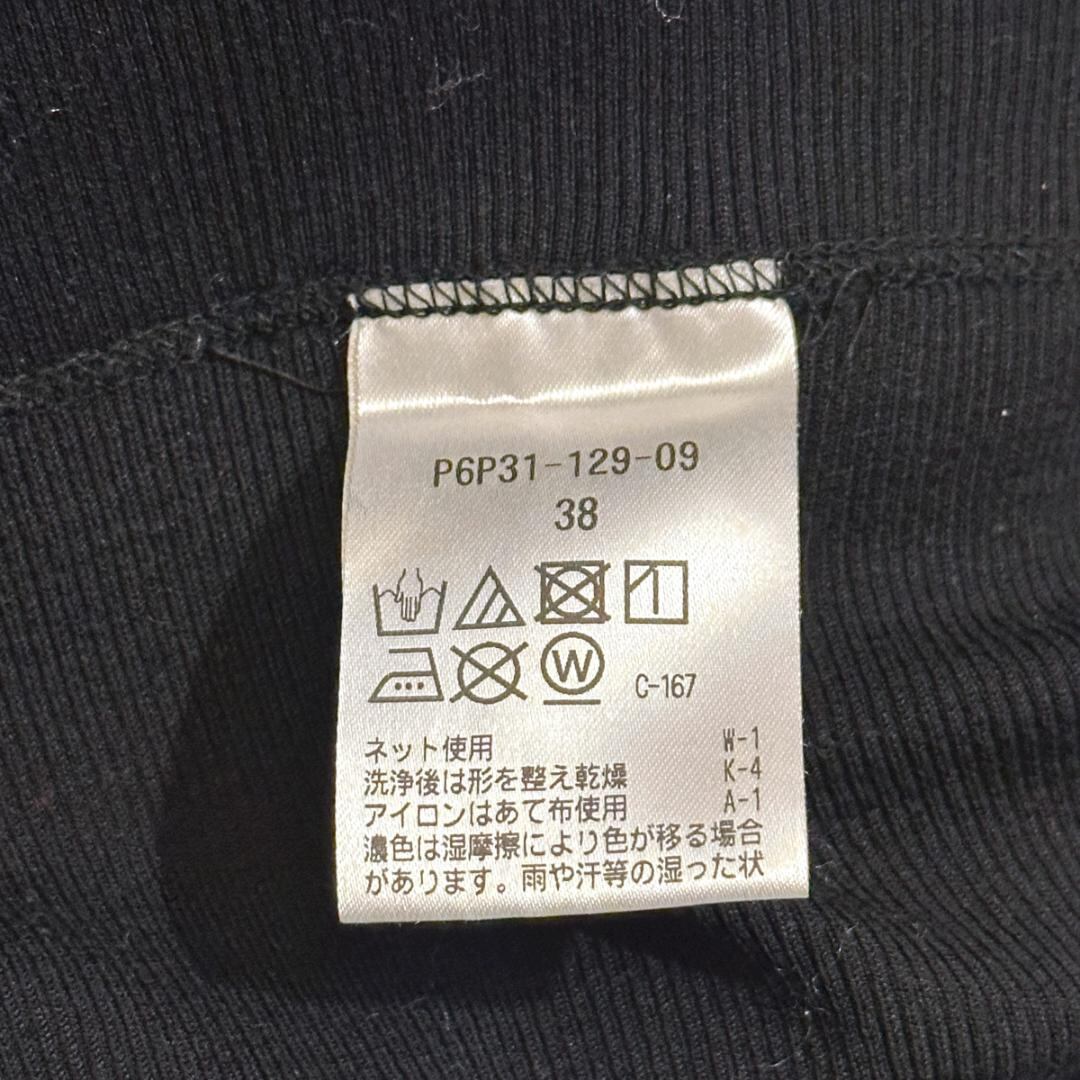 P6P31-129-09
38
W
C-167
ネット使用 W-1
洗浄後は形を整え乾燥 K-4
アイロンはあて布使用 A-1
濃色は湿摩擦により色が移る場合
があります。雨や汗等の湿った状